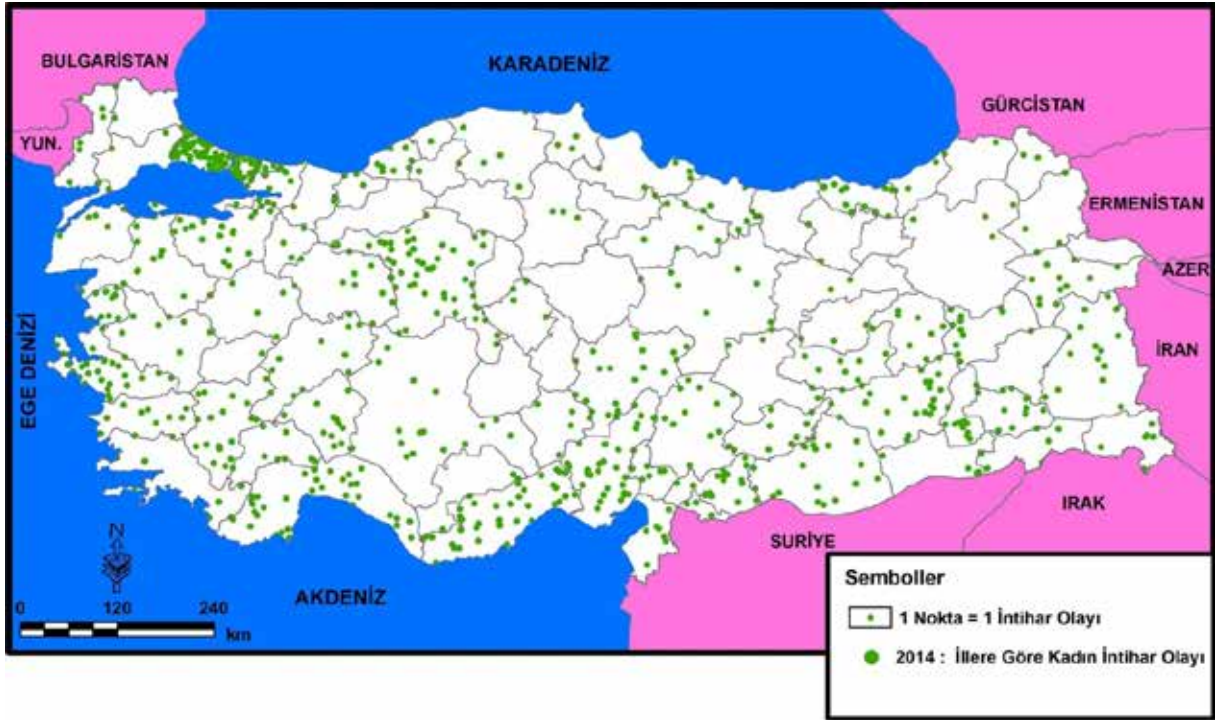 BULGARİSTAN
KARADENİZ
GÜRCİSTAN
YUN.
ERMENİSTAN
AZER
EGE DENİZİ
İRAN
N
IRAK
SURİYE
AKDENİZ
0 120 240
km
Semboller
1 Nokta = 1 İntihar Olayı
2014 : İllere Göre Kadın İntihar Olayı